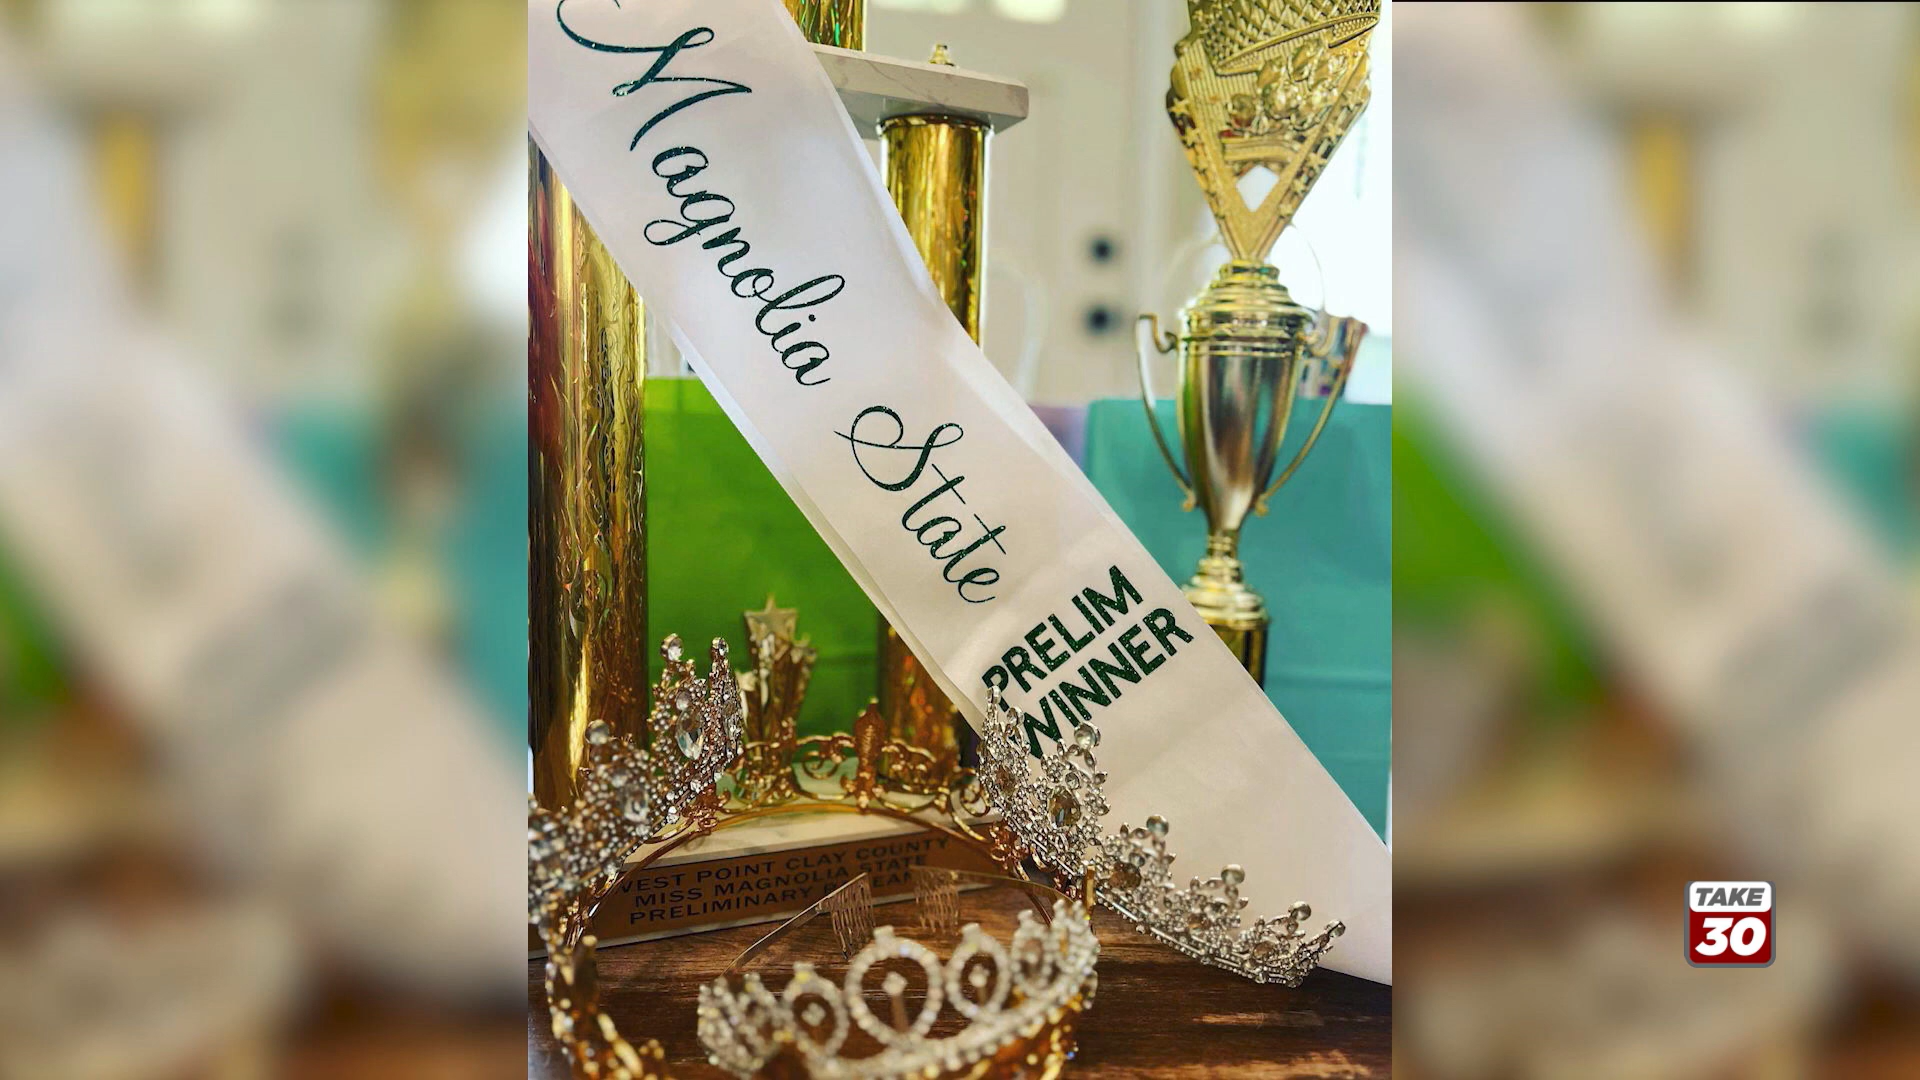 Magnolia State
PRELIM
WINNER
WEST POINT CLAY COUNTY
MISS MAGNOLIA STATE
PRELIMINARY
TAKE
30